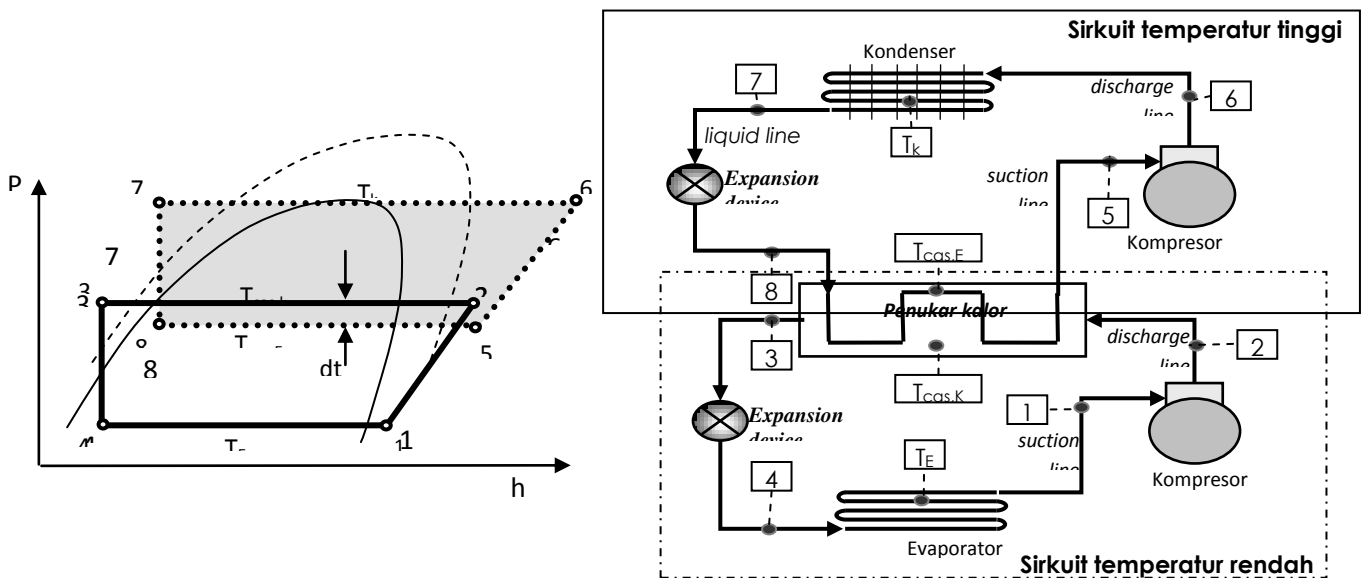 P
7
7
3
8
T
6
2
5
dt
1
h
Sirkuit temperatur tinggi
Kondenser
7
discharge
6
liquid line
Tk
Expansion
suction
5
Kompresor
Tcas.E
8
Penukar kalor
3
discharge
2
Tcas.K
Expansion
1
suction
TE
4
Kompresor
Evaporator
Sirkuit temperatur rendah